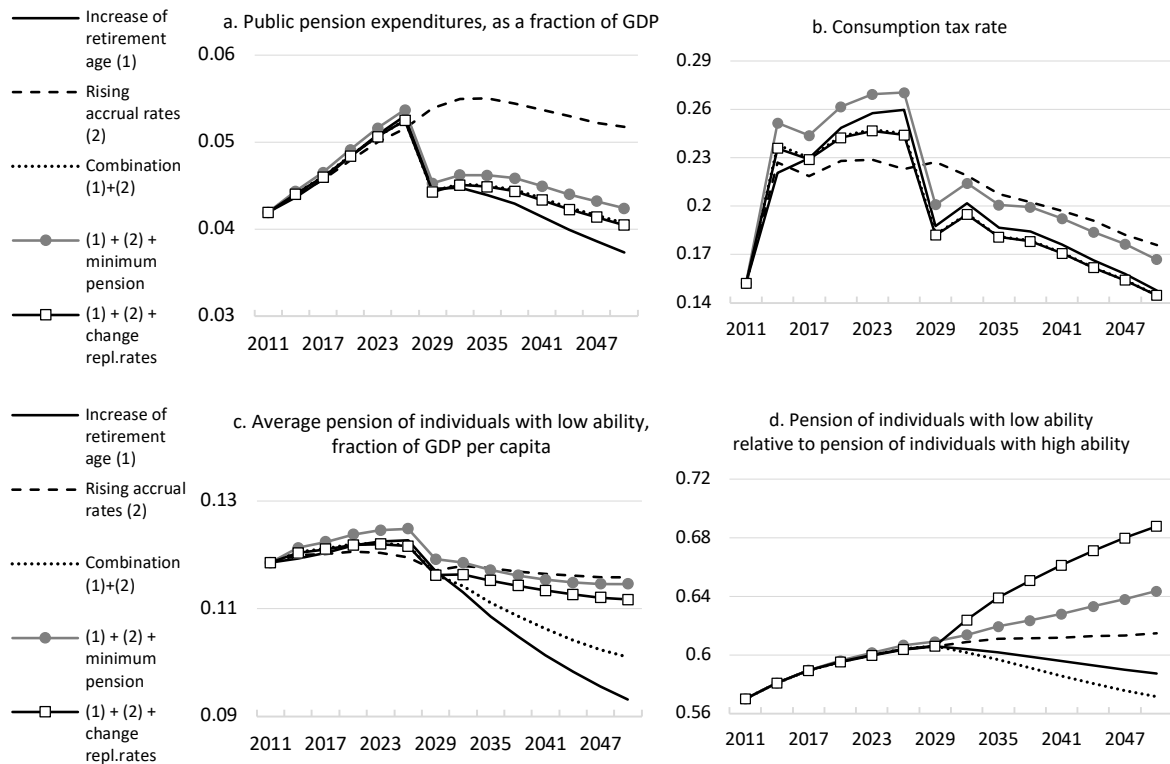 Increase of
retirement
age (1)
Rising
accrual rates
(2)
Combination
(1)+(2)
(1) + (2) +
minimum
pension
(1) + (2) +
change
repl.rates
a. Public pension expenditures, as a fraction of GDP
0.06
0.05
0.04
0.03
2011 2017 2023 2029 2035 2041 2047
b. Consumption tax rate
0.29
0.26
0.23
0.2
0.17
0.14
2011 2017 2023 2029 2035 2041 2047
Increase of
retirement
age (1)
Rising accrual
rates (2)
Combination
(1)+(2)
(1) + (2) +
minimum
pension
(1) + (2) +
change
repl.rates
c. Average pension of individuals with low ability,
fraction of GDP per capita
0.13
0.11
0.09
2011 2017 2023 2029 2035 2041 2047
d. Pension of individuals with low ability
relative to pension of individuals with high ability
0.72
0.68
0.64
0.6
0.56
2011 2017 2023 2029 2035 2041 2047